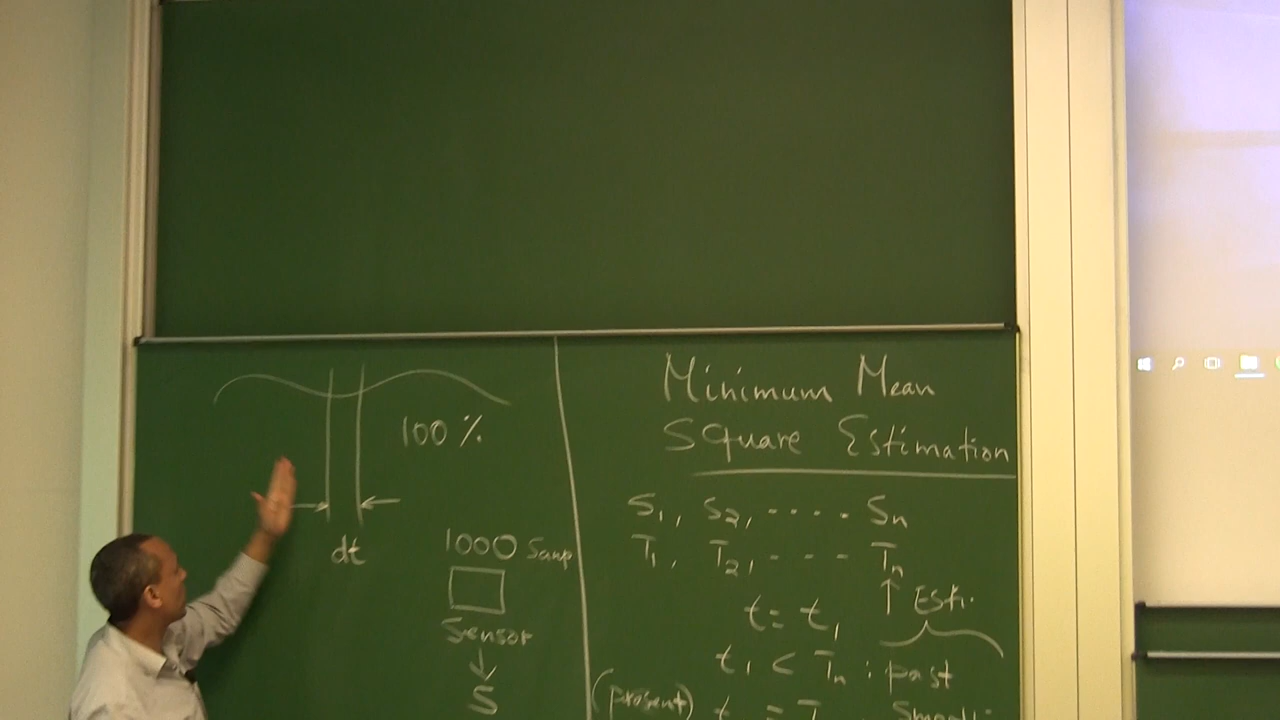 100 %
dt
1000 Samp
Sensor
S
Minimum Mean
Square Estimation
S1, S2, .... Sn
T1, T2, --- Tn
t = t1
Esti.
t1 < Tn : past
(present) t = T